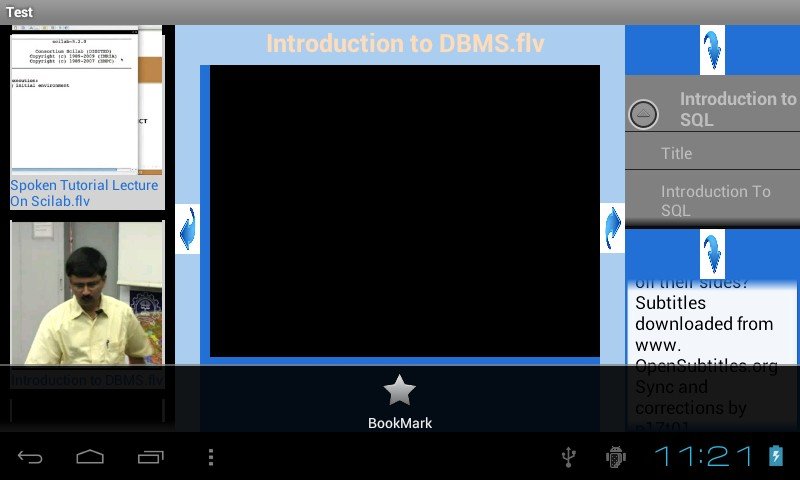 Test
scilab-5.2.0
Consortium Scilab (DIGITEO)
Copyright (c) 1989-2009 (INRIA)
Copyright (c) 1989-2007 (ENPC)
initial environment
CT
Spoken Tutorial Lecture
On Scilab.flv
Introduction to DBMS.flv
Introduction to DBMS.flv
Introduction to
SQL
Title
Introduction To
SQL
on their sides?
Subtitles
downloaded from
www.
OpenSubtitles.org
Sync and
corrections by
n17t01
BookMark
11:21